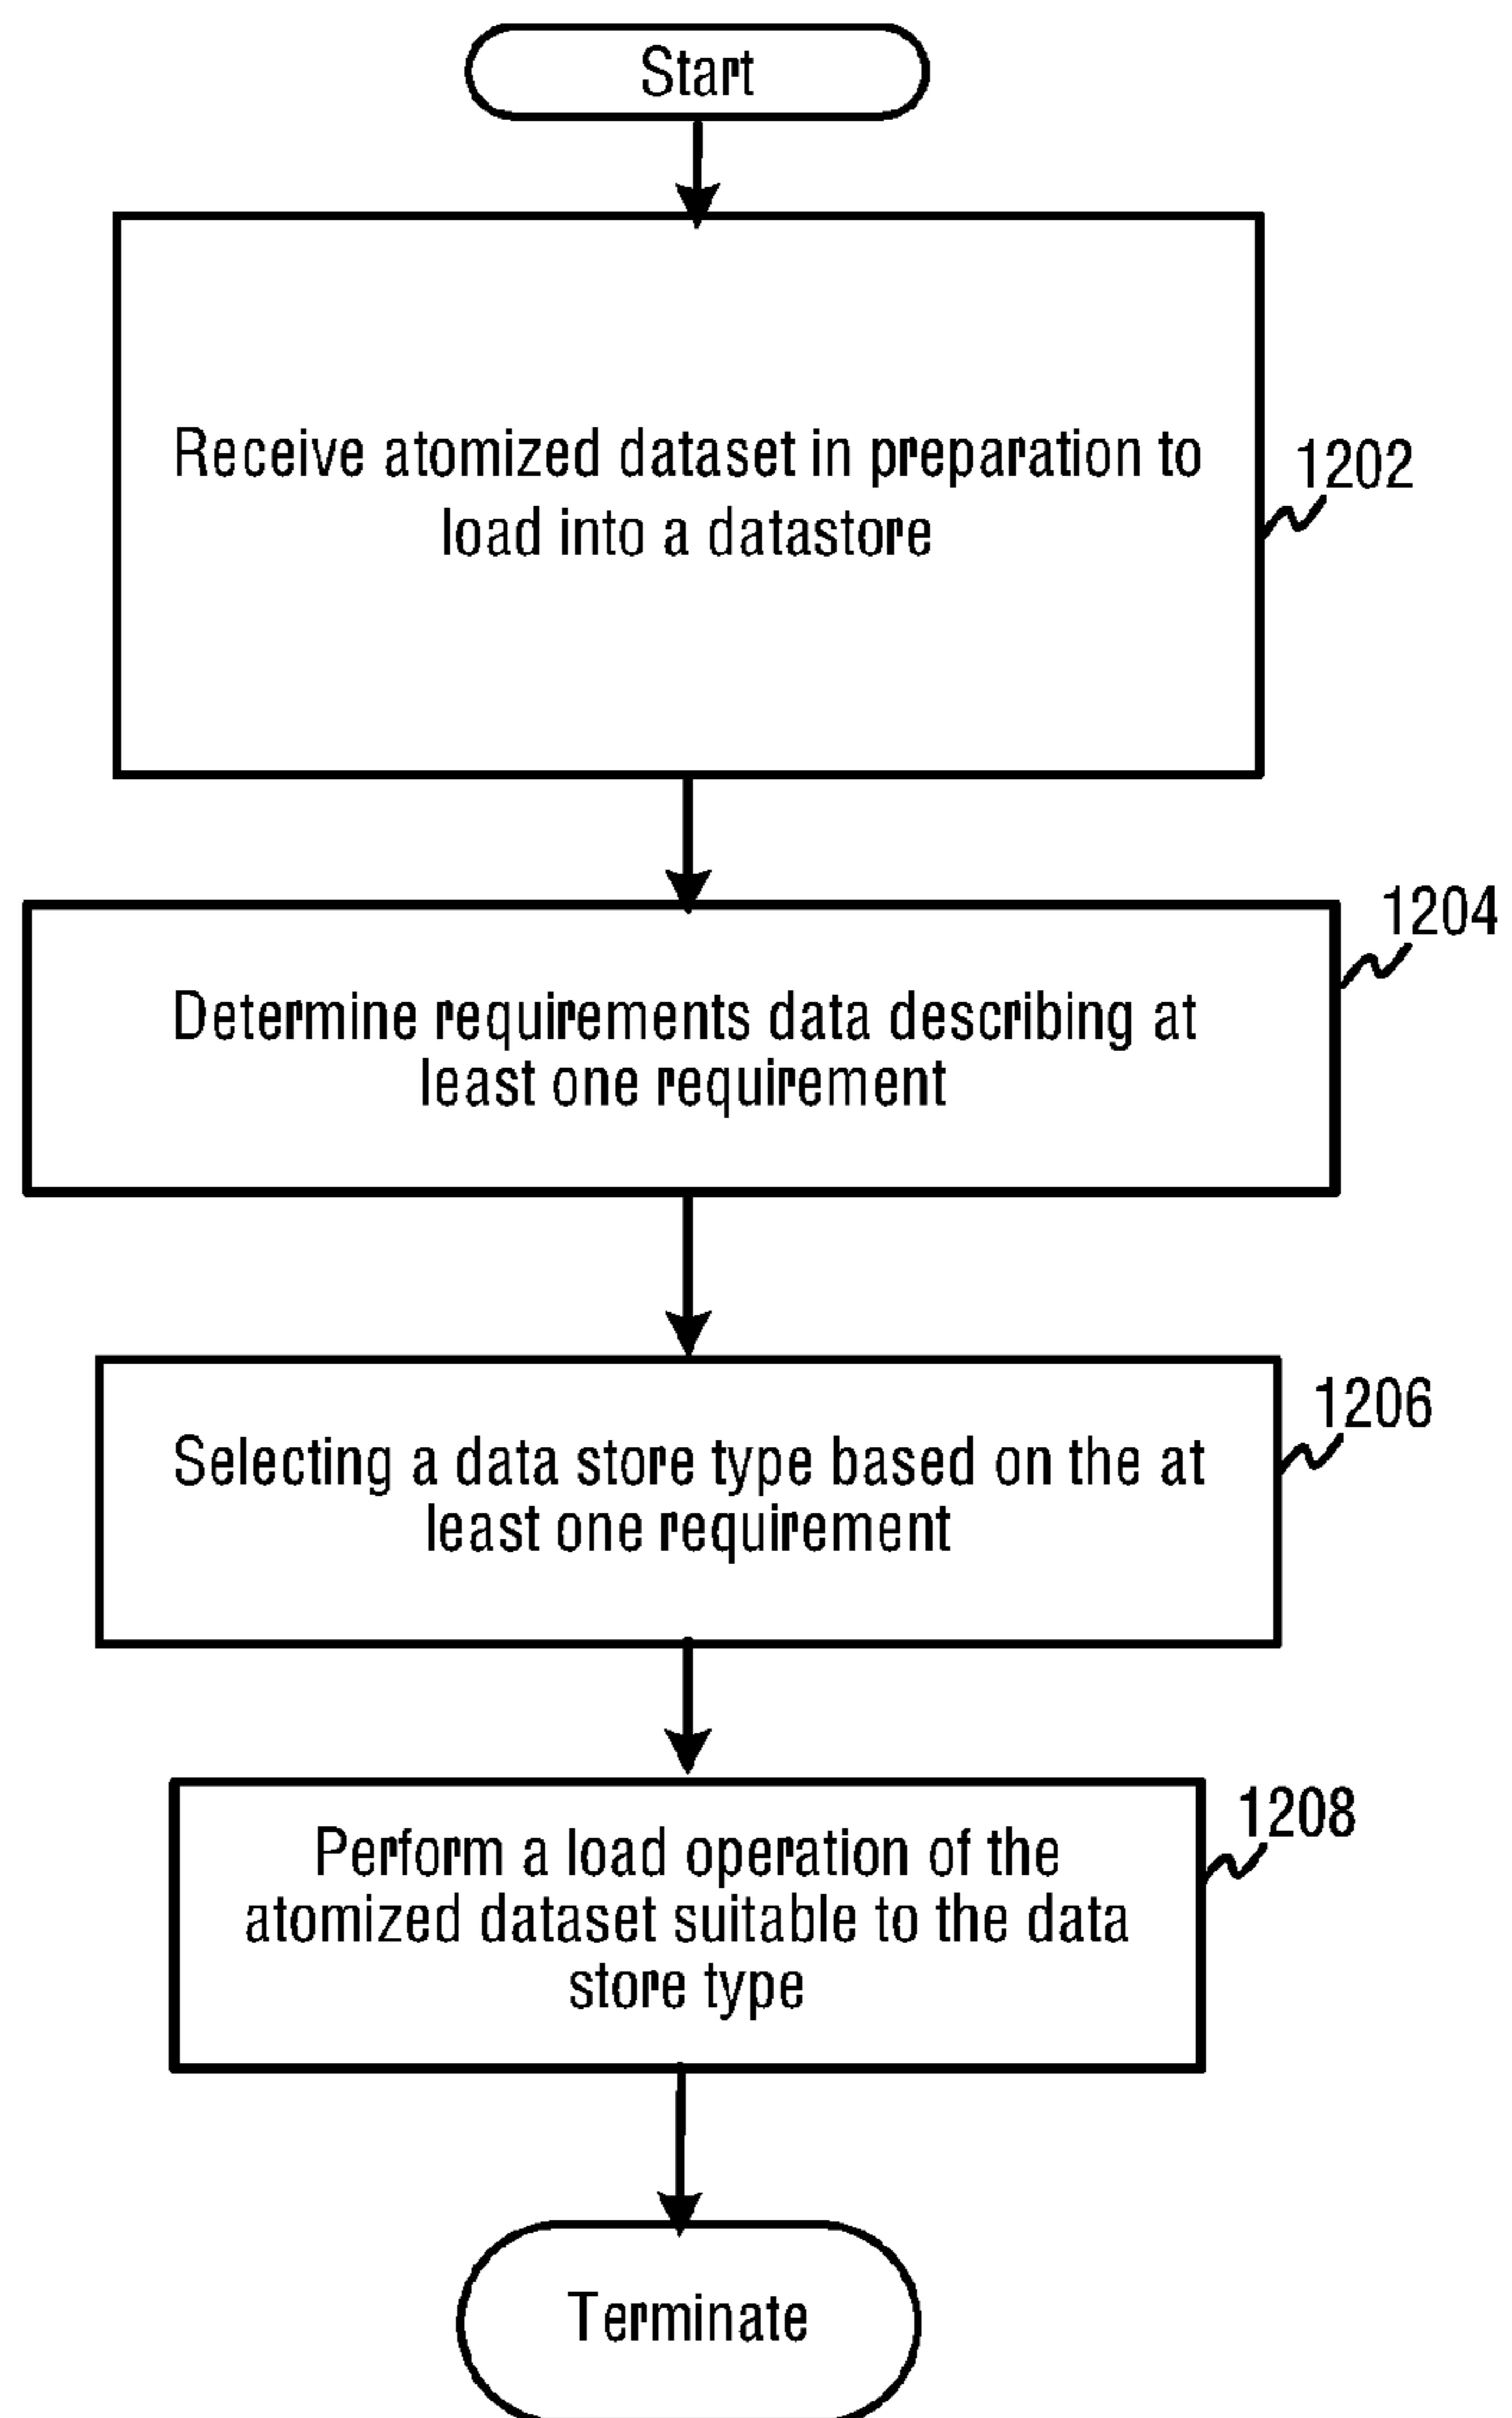 Start
Receive atomized dataset in preparation to
load into a datastore
1202
Determine requirements data describing at
least one requirement
1204
Selecting a data store type based on the at
least one requirement
1206
Perform a load operation of the
atomized dataset suitable to the data
store type
1208
Terminate